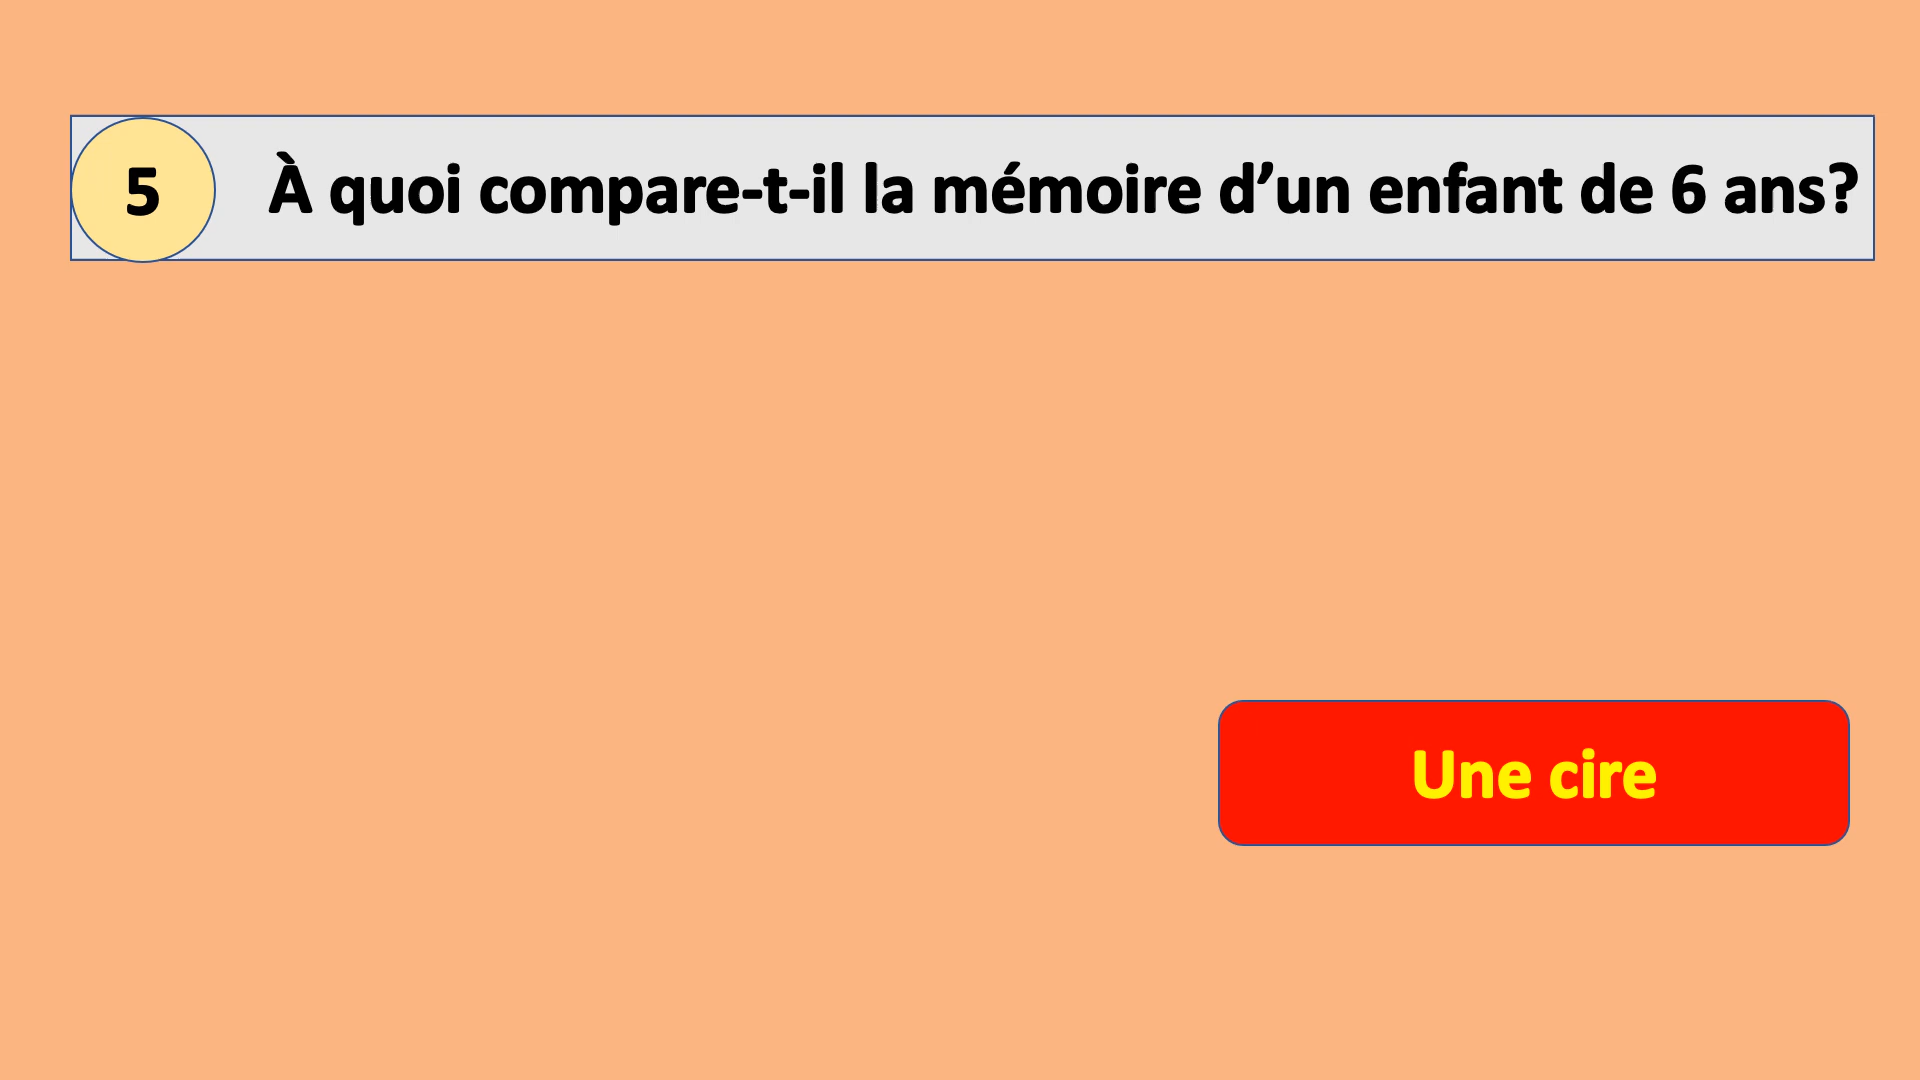 5 À quoi compare-t-il la mémoire d’un enfant de 6 ans?
Une cire